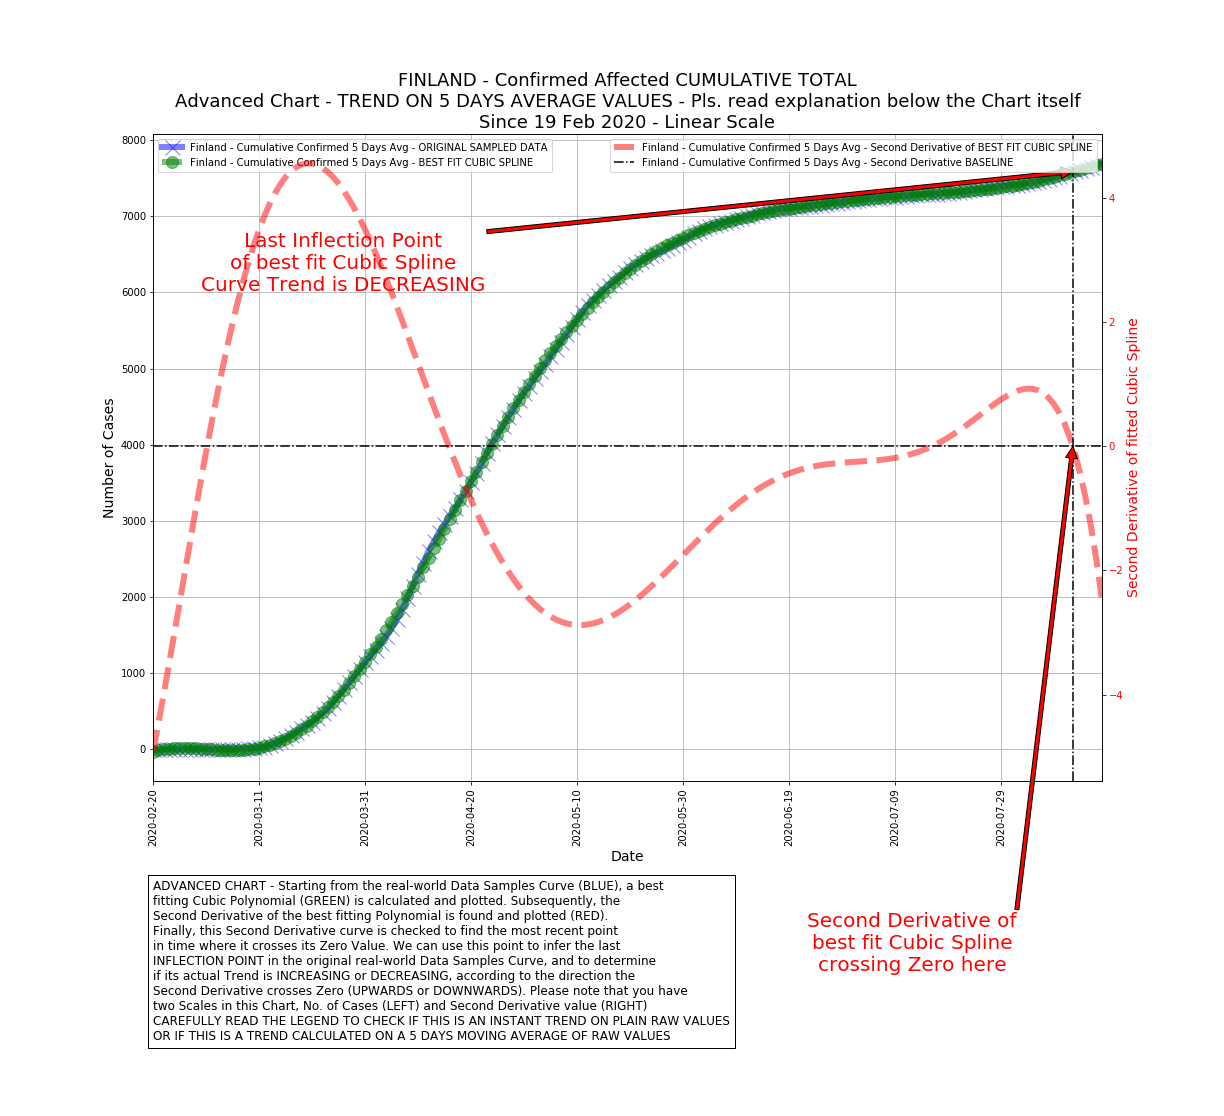 FINLAND - Confirmed Affected CUMULATIVE TOTAL
Advanced Chart - TREND ON 5 DAYS AVERAGE VALUES - Pls. read explanation below the Chart itself
Since 19 Feb 2020 - Linear Scale
Finland - Cumulative Confirmed 5 Days Avg - ORIGINAL SAMPLED DATA
Finland - Cumulative Confirmed 5 Days Avg - BEST FIT CUBIC SPLINE
Finland - Cumulative Confirmed 5 Days Avg - Second Derivative of BEST FIT CUBIC SPLINE
Finland - Cumulative Confirmed 5 Days Avg - Second Derivative BASELINE
Last Inflection Point
of best fit Cubic Spline
Curve Trend is DECREASING
8000
7000
6000
5000
4000
3000
2000
1000
0
Number of Cases
4
2
0
−2
−4
Second Derivative of fitted Cubic Spline
2020-02-20
2020-03-11
2020-03-31
2020-04-20
2020-05-10
2020-05-30
2020-06-19
2020-07-09
2020-07-29
Date
ADVANCED CHART - Starting from the real-world Data Samples Curve (BLUE), a best
fitting Cubic Polynomial (GREEN) is calculated and plotted. Subsequently, the
Second Derivative of the best fitting Polynomial is found and plotted (RED).
Finally, this Second Derivative curve is checked to find the most recent point
in time where it crosses its Zero Value. We can use this point to infer the last
INFLECTION POINT in the original real-world Data Samples Curve, and to determine
if its actual Trend is INCREASING or DECREASING, according to the direction the
Second Derivative crosses Zero (UPWARDS or DOWNWARDS). Please note that you have
two Scales in this Chart, No. of Cases (LEFT) and Second Derivative value (RIGHT)
CAREFULLY READ THE LEGEND TO CHECK IF THIS IS AN INSTANT TREND ON PLAIN RAW VALUES
OR IF THIS IS A TREND CALCULATED ON A 5 DAYS MOVING AVERAGE OF RAW VALUES
Second Derivative of
best fit Cubic Spline
crossing Zero here